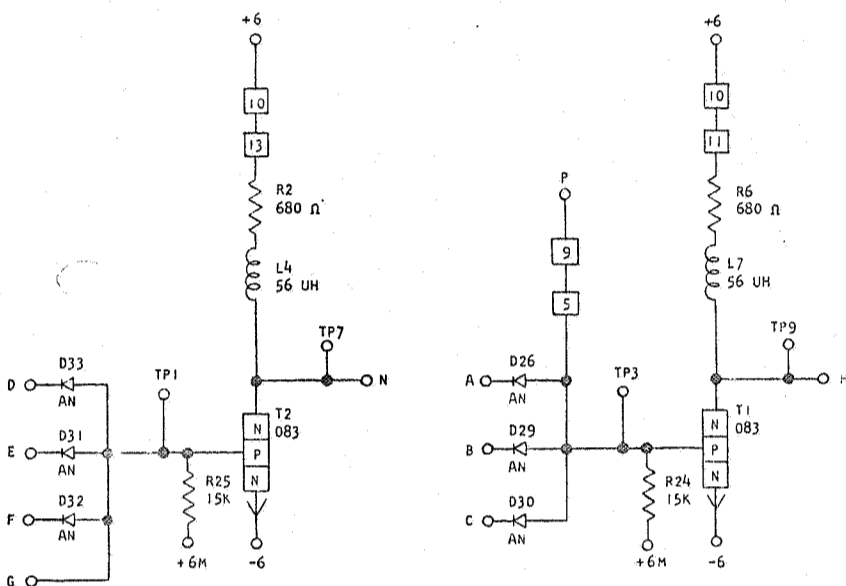 +6
+6
10
10
13
11
R2
680 Ω
P
R6
680 Ω
9
L4
56 UH
L7
56 UH
5
TP7
TP9
D33
D
AN
TP1
N
A
D26
AN
TP3
H
T2
083
N
P
N
T1
083
N
P
N
D31
E
AN
B
D29
AN
R25
15K
R24
15K
D32
F
AN
D30
C
AN
+6M
-6
+6M
-6
G